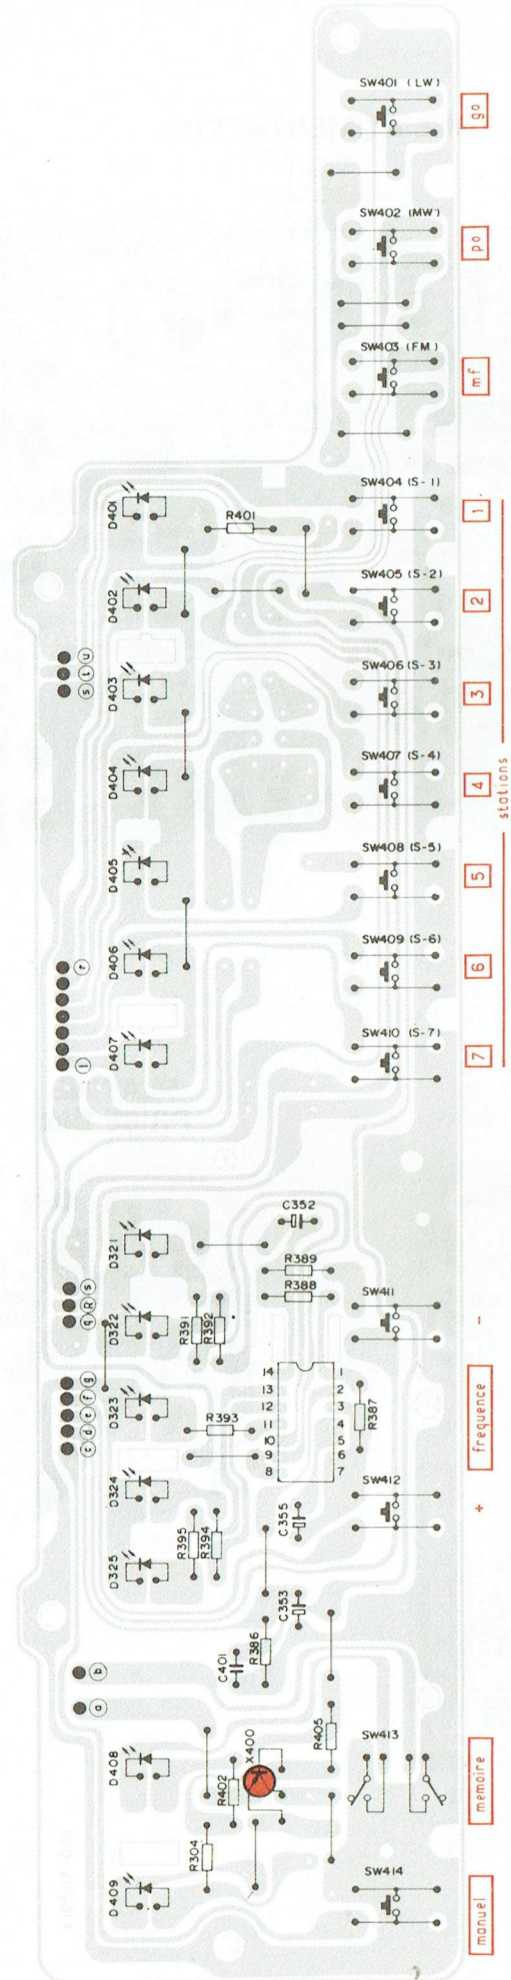 SW401 (LW)
go
SW402 (MW)
po
SW403 (FM)
mf
SW404 (S-1)
1
D401
R401
SW405 (S-2)
2
D402
u
t
s
SW406 (S-3)
3
D403
SW407 (S-4)
4
D404
stations
SW408 (S-5)
5
D405
SW409 (S-6)
6
D406
r
SW410 (S-7)
7
D407
l
C352
D321
R389
R388
s
R
q
SW411
-
D322
R391
R392
g
f
e
d
c
frequence
D323
14 1
13 2
12 3
11 4
10 5
9 6
8 7
R393
R387
D324
SW412
+
R395
R394
C355
D325
C353
R386
C401
b
a
R405
D408
X400
R402
SW413
memoire
R304
D409
SW414
manuel